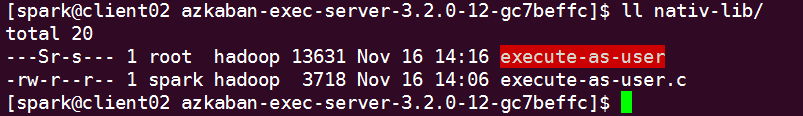 [spark@client02 azkaban-exec-server-3.2.0-12-gc7beffc]$ ll nativ-lib/
total 20
---Sr-s--- 1 root  hadoop 13631 Nov 16 14:16 execute-as-user
-rw-r--r-- 1 spark hadoop  3718 Nov 16 14:06 execute-as-user.c
[spark@client02 azkaban-exec-server-3.2.0-12-gc7beffc]$